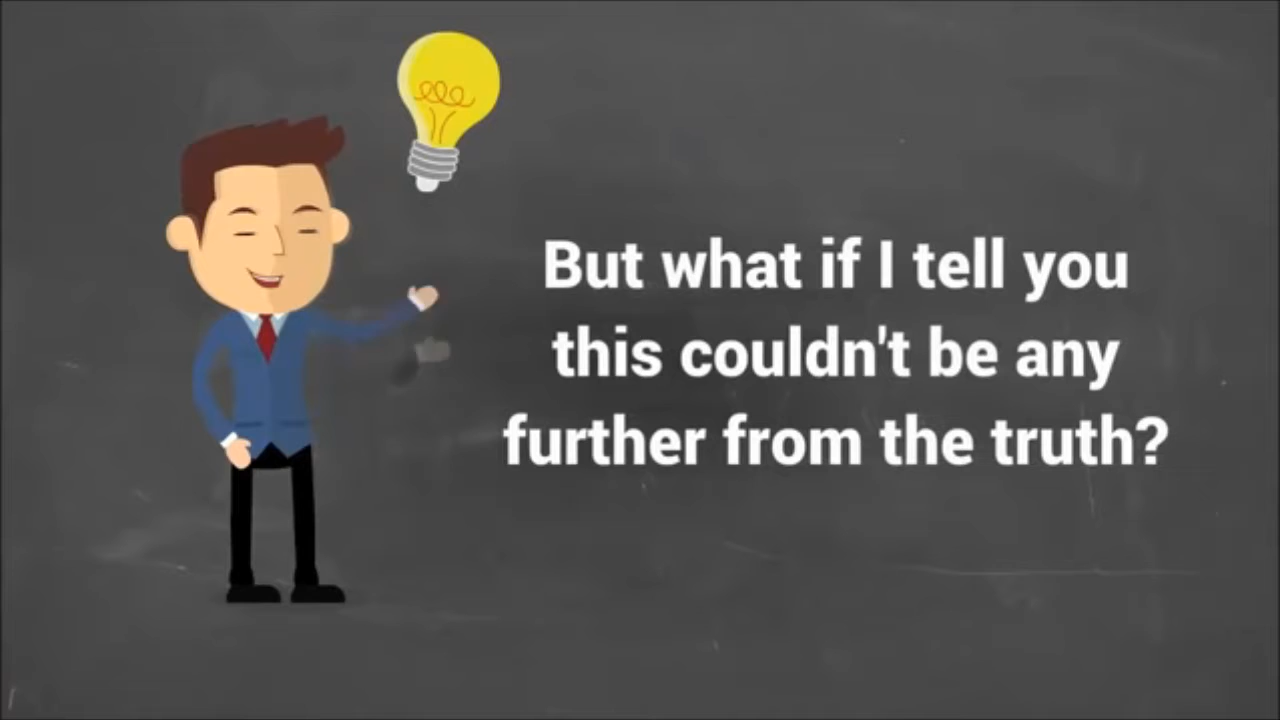 But what if I tell you
this couldn't be any
further from the truth?